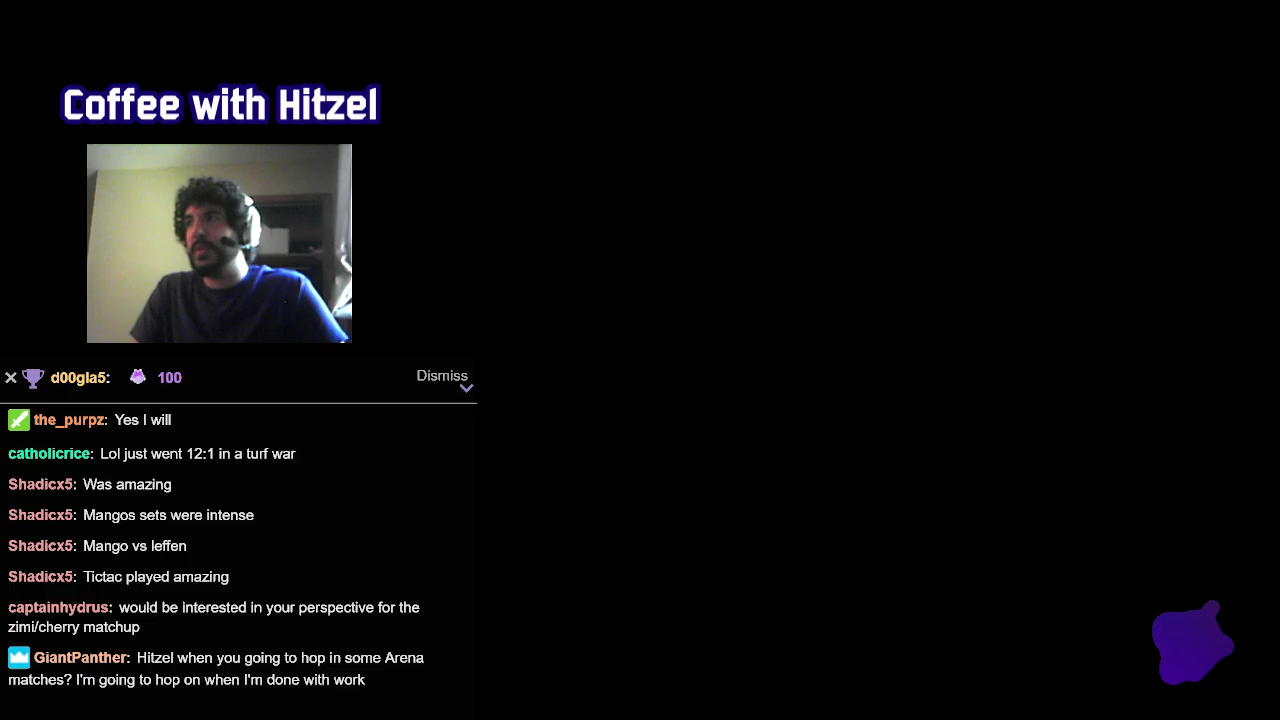 Coffee with Hitzel
d00gla5: 100 Dismiss
the_purpz: Yes I will
catholicrice: Lol just went 12:1 in a turf war
Shadicx5: Was amazing
Shadicx5: Mangos sets were intense
Shadicx5: Mango vs leffen
Shadicx5: Tictac played amazing
captainhydrus: would be interested in your perspective for the
zimi/cherry matchup
GiantPanther: Hitzel when you going to hop in some Arena
matches? I'm going to hop on when I'm done with work